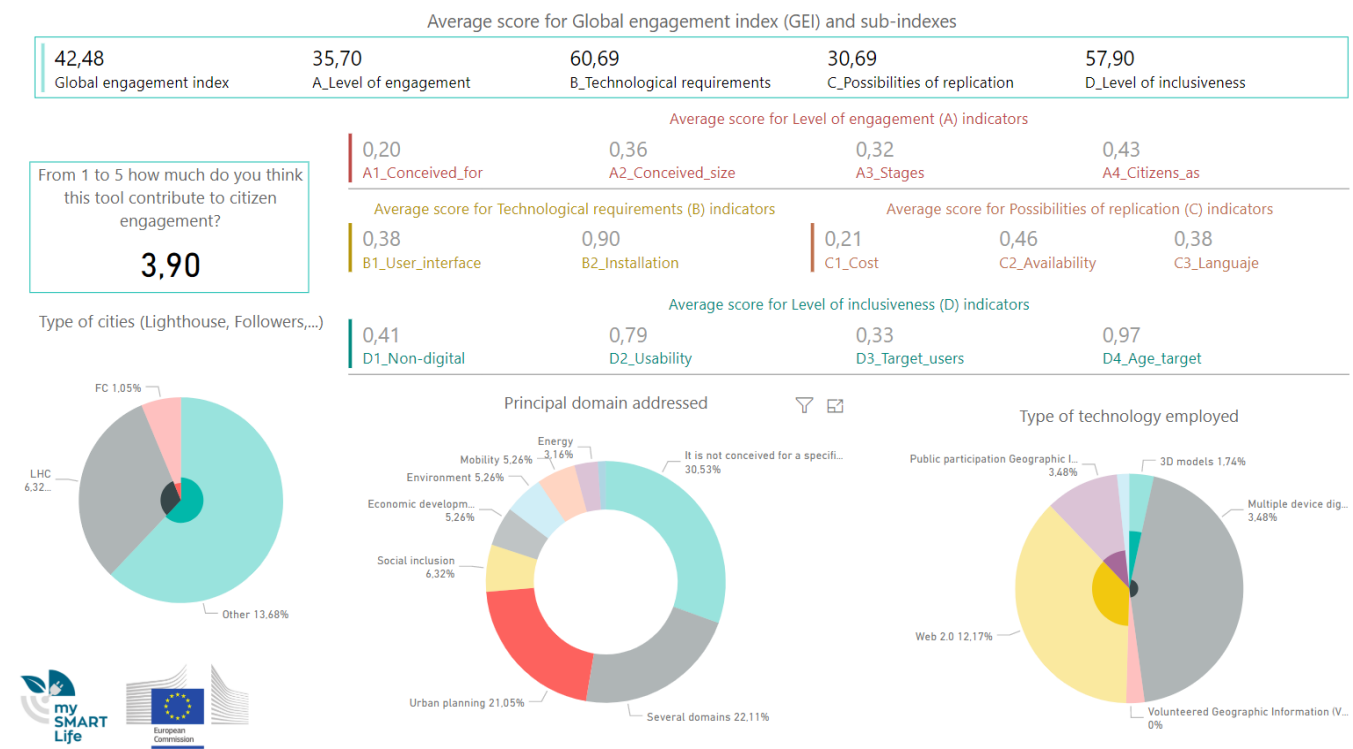 Average score for Global engagement index (GEI) and sub-indexes
42,48
Global engagement index
35,70
A_Level of engagement
60,69
B_Technological requirements
30,69
C_Possibilities of replication
57,90
D_Level of inclusiveness
From 1 to 5 how much do you think
this tool contribute to citizen
engagement?
3,90
Average score for Level of engagement (A) indicators
0,20
A1_Conceived_for
0,36
A2_Conceived_size
0,32
A3_Stages
0,43
A4_Citizens_as
Average score for Technological requirements (B) indicators
0,38
B1_User_interface
0,90
B2_Installation
Average score for Possibilities of replication (C) indicators
0,21
C1_Cost
0,46
C2_Availability
0,38
C3_Languaje
Average score for Level of inclusiveness (D) indicators
0,41
D1_Non-digital
0,79
D2_Usability
0,33
D3_Target_users
0,97
D4_Age_target
Type of cities (Lighthouse, Followers,...)
FC 1,05%
LHC
6,32...
Other 13,68%
Principal domain addressed
Energy
3,16%
Mobility 5,26%
Environment 5,26%
Economic developm...
5,26%
Social inclusion
6,32%
Urban planning 21,05%
Several domains 22,11%
It is not conceived for a specifi...
30,53%
Type of technology employed
Public participation Geographic I...
3,48%
3D models 1,74%
Multiple device dig...
3,48%
Web 2.0 12,17%
Volunteered Geographic Information (V...
0%
my
SMART
Life
European
Commission